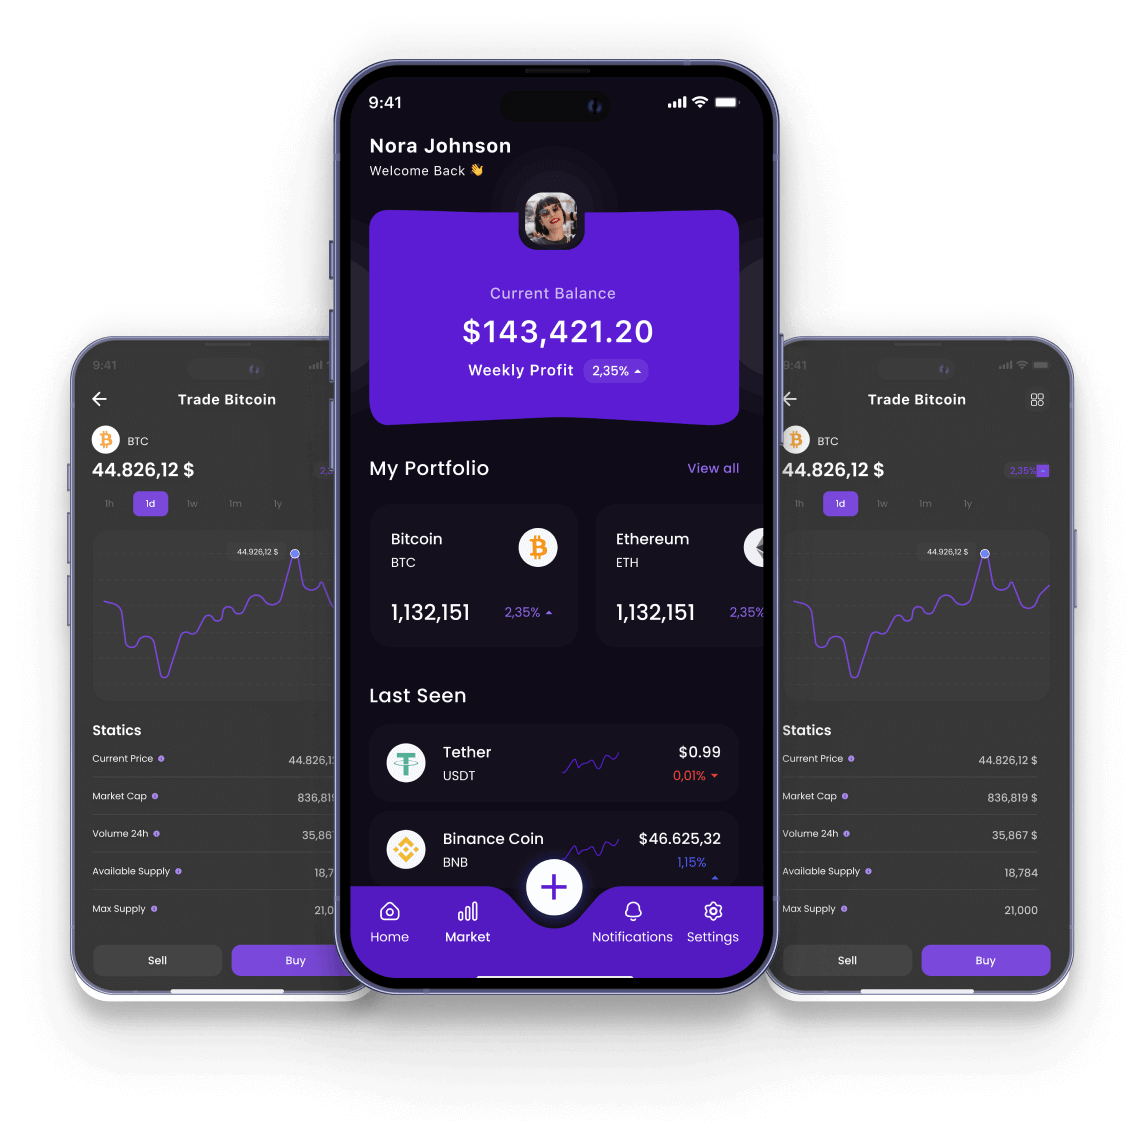 9:41
Nora Johnson
Welcome Back 👋
Current Balance
$143,421.20
Weekly Profit 2,35%
My Portfolio View all
Bitcoin
BTC
1,132,151 2,35%
Ethereum
ETH
1,132,151 2,35%
Last Seen
Tether $0.99
USDT 0,01%
Binance Coin $46.625,32
BNB 1,15%
Home Market Notifications Settings
9:41
Trade Bitcoin
BTC
44.826,12 $
1h 1d 1w 1m 1y
44.926,12 $
Statics
Current Price 44.826,1
Market Cap 836,819
Volume 24h 35,867
Available Supply 18,7
Max Supply 21,0
Sell Buy
9:41
Trade Bitcoin
BTC
44.826,12 $ 2,35%
1h 1d 1w 1m 1y
44.926,12 $
Statics
Current Price 44.826,12 $
Market Cap 836,819 $
Volume 24h 35,867 $
Available Supply 18,784
Max Supply 21,000
Sell Buy